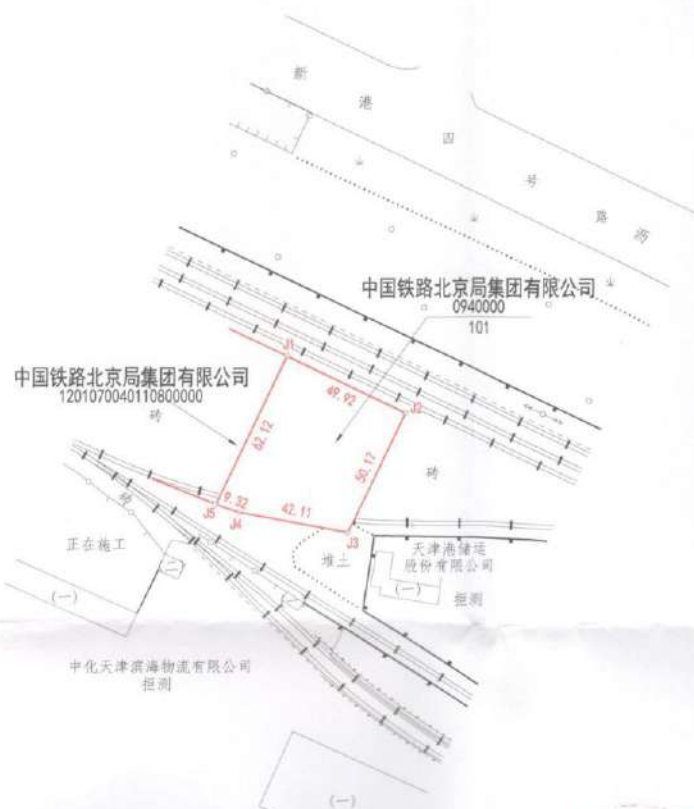 新港四号路沥
中国铁路北京局集团有限公司
0940000
101
J1
中国铁路北京局集团有限公司
1201070040110800000
砖
49.92
J2
62.12
50.17
砖
9.32
42.11
J5
J4
J3
正在施工
(二)
堆土
天津港储运
股份有限公司
(一)
拒测
(一)
中化天津滨海物流有限公司
拒测
(一)